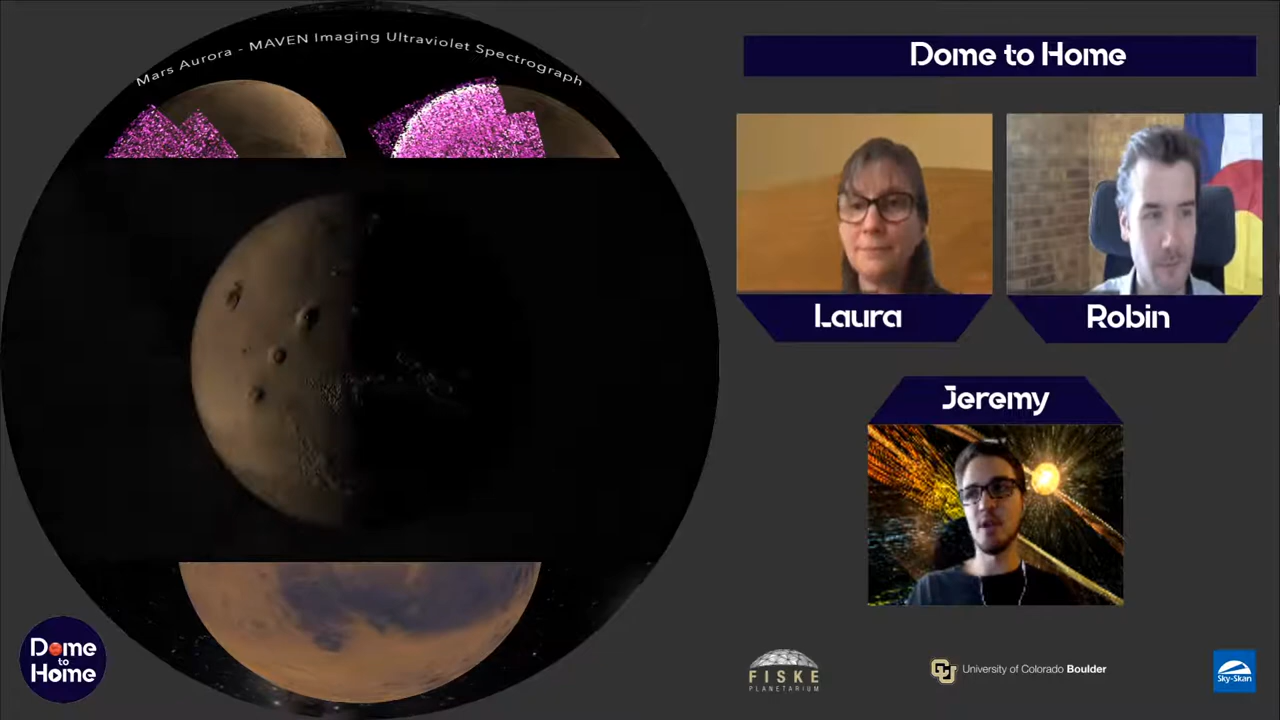 Mars Aurora - MAVEN Imaging Ultraviolet Spectrograph
Dome to Home
Laura
Robin
Jeremy
Dome
to
Home
FISKE
PLANETARIUM
CU
University of Colorado Boulder
Sky-Skan